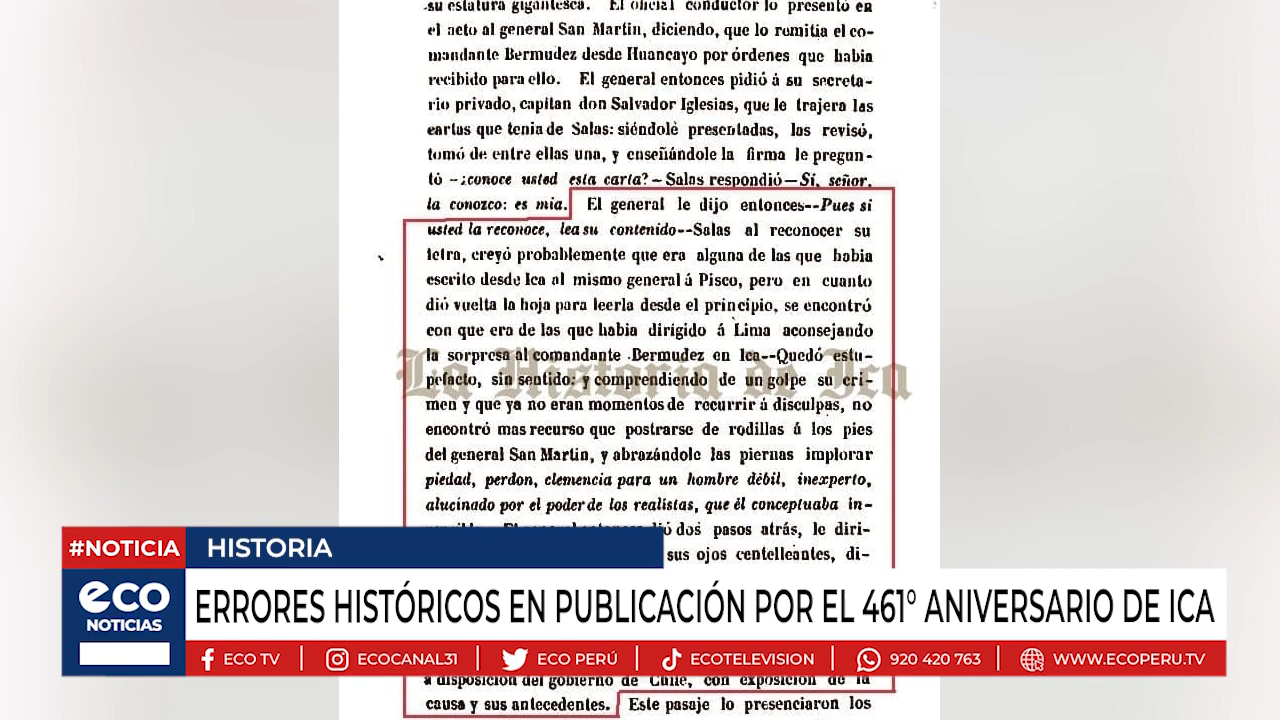 su estatura gigantesca. El oficial conductor lo presentó en
el acto al general San Martin, diciendo, que lo remitia el co-
mandante Bermudez desde Huancayo por órdenes que habia
recibido para ello. El general entonces pidió á su secreta-
rio privado, capitan don Salvador Iglesias, que le trajera las
cartas que tenia de Salas: siéndole presentadas, las revisó,
tomó de entre ellas una, y enseñándole la firma le pregun-
tó -¿conoce usted esta carta?-Salas respondió-Si, señor,
la conozco: es mia. El general le dijo entonces--Pues si
usted la reconoce, lea su contenido--Salas al reconocer su
letra, creyó probablemente que era alguna de las que habia
escrito desde Ica al mismo general á Pisco, pero en cuanto
dió vuelta la hoja para leerla desde el principio, se encontró
con que era de las que habia dirigido á Lima aconsejando
la sorpresa al comandante Bermudez en Ica--Quedó estu-
La Historia de Ica
pefacto, sin sentido: y comprendiendo de un golpe su cri-
men y que ya no eran momentos de recurrir á disculpas, no
encontró mas recurso que postrarse de rodillas á los pies
del general San Martin, y abrazándole las piernas implorar
piedad, perdon, clemencia para un hombre débil, inexperto,
alucinado por el poder de los realistas, que él conceptuaba in-
dió dos pasos atrás, le diri-
sus ojos centelleantes, di-
#NOTICIA HISTORIA
eco
NOTICIAS
ERRORES HISTÓRICOS EN PUBLICACIÓN POR EL 461° ANIVERSARIO DE ICA
ECO TV | ECOCANAL31 | ECO PERÚ | ECOTELEVISION | 920 420 763 | WWW.ECOPERU.TV
á disposicion del gobierno de Chile, con exposicion de la
causa y sus antecedentes. Este pasaje lo presenciaron los